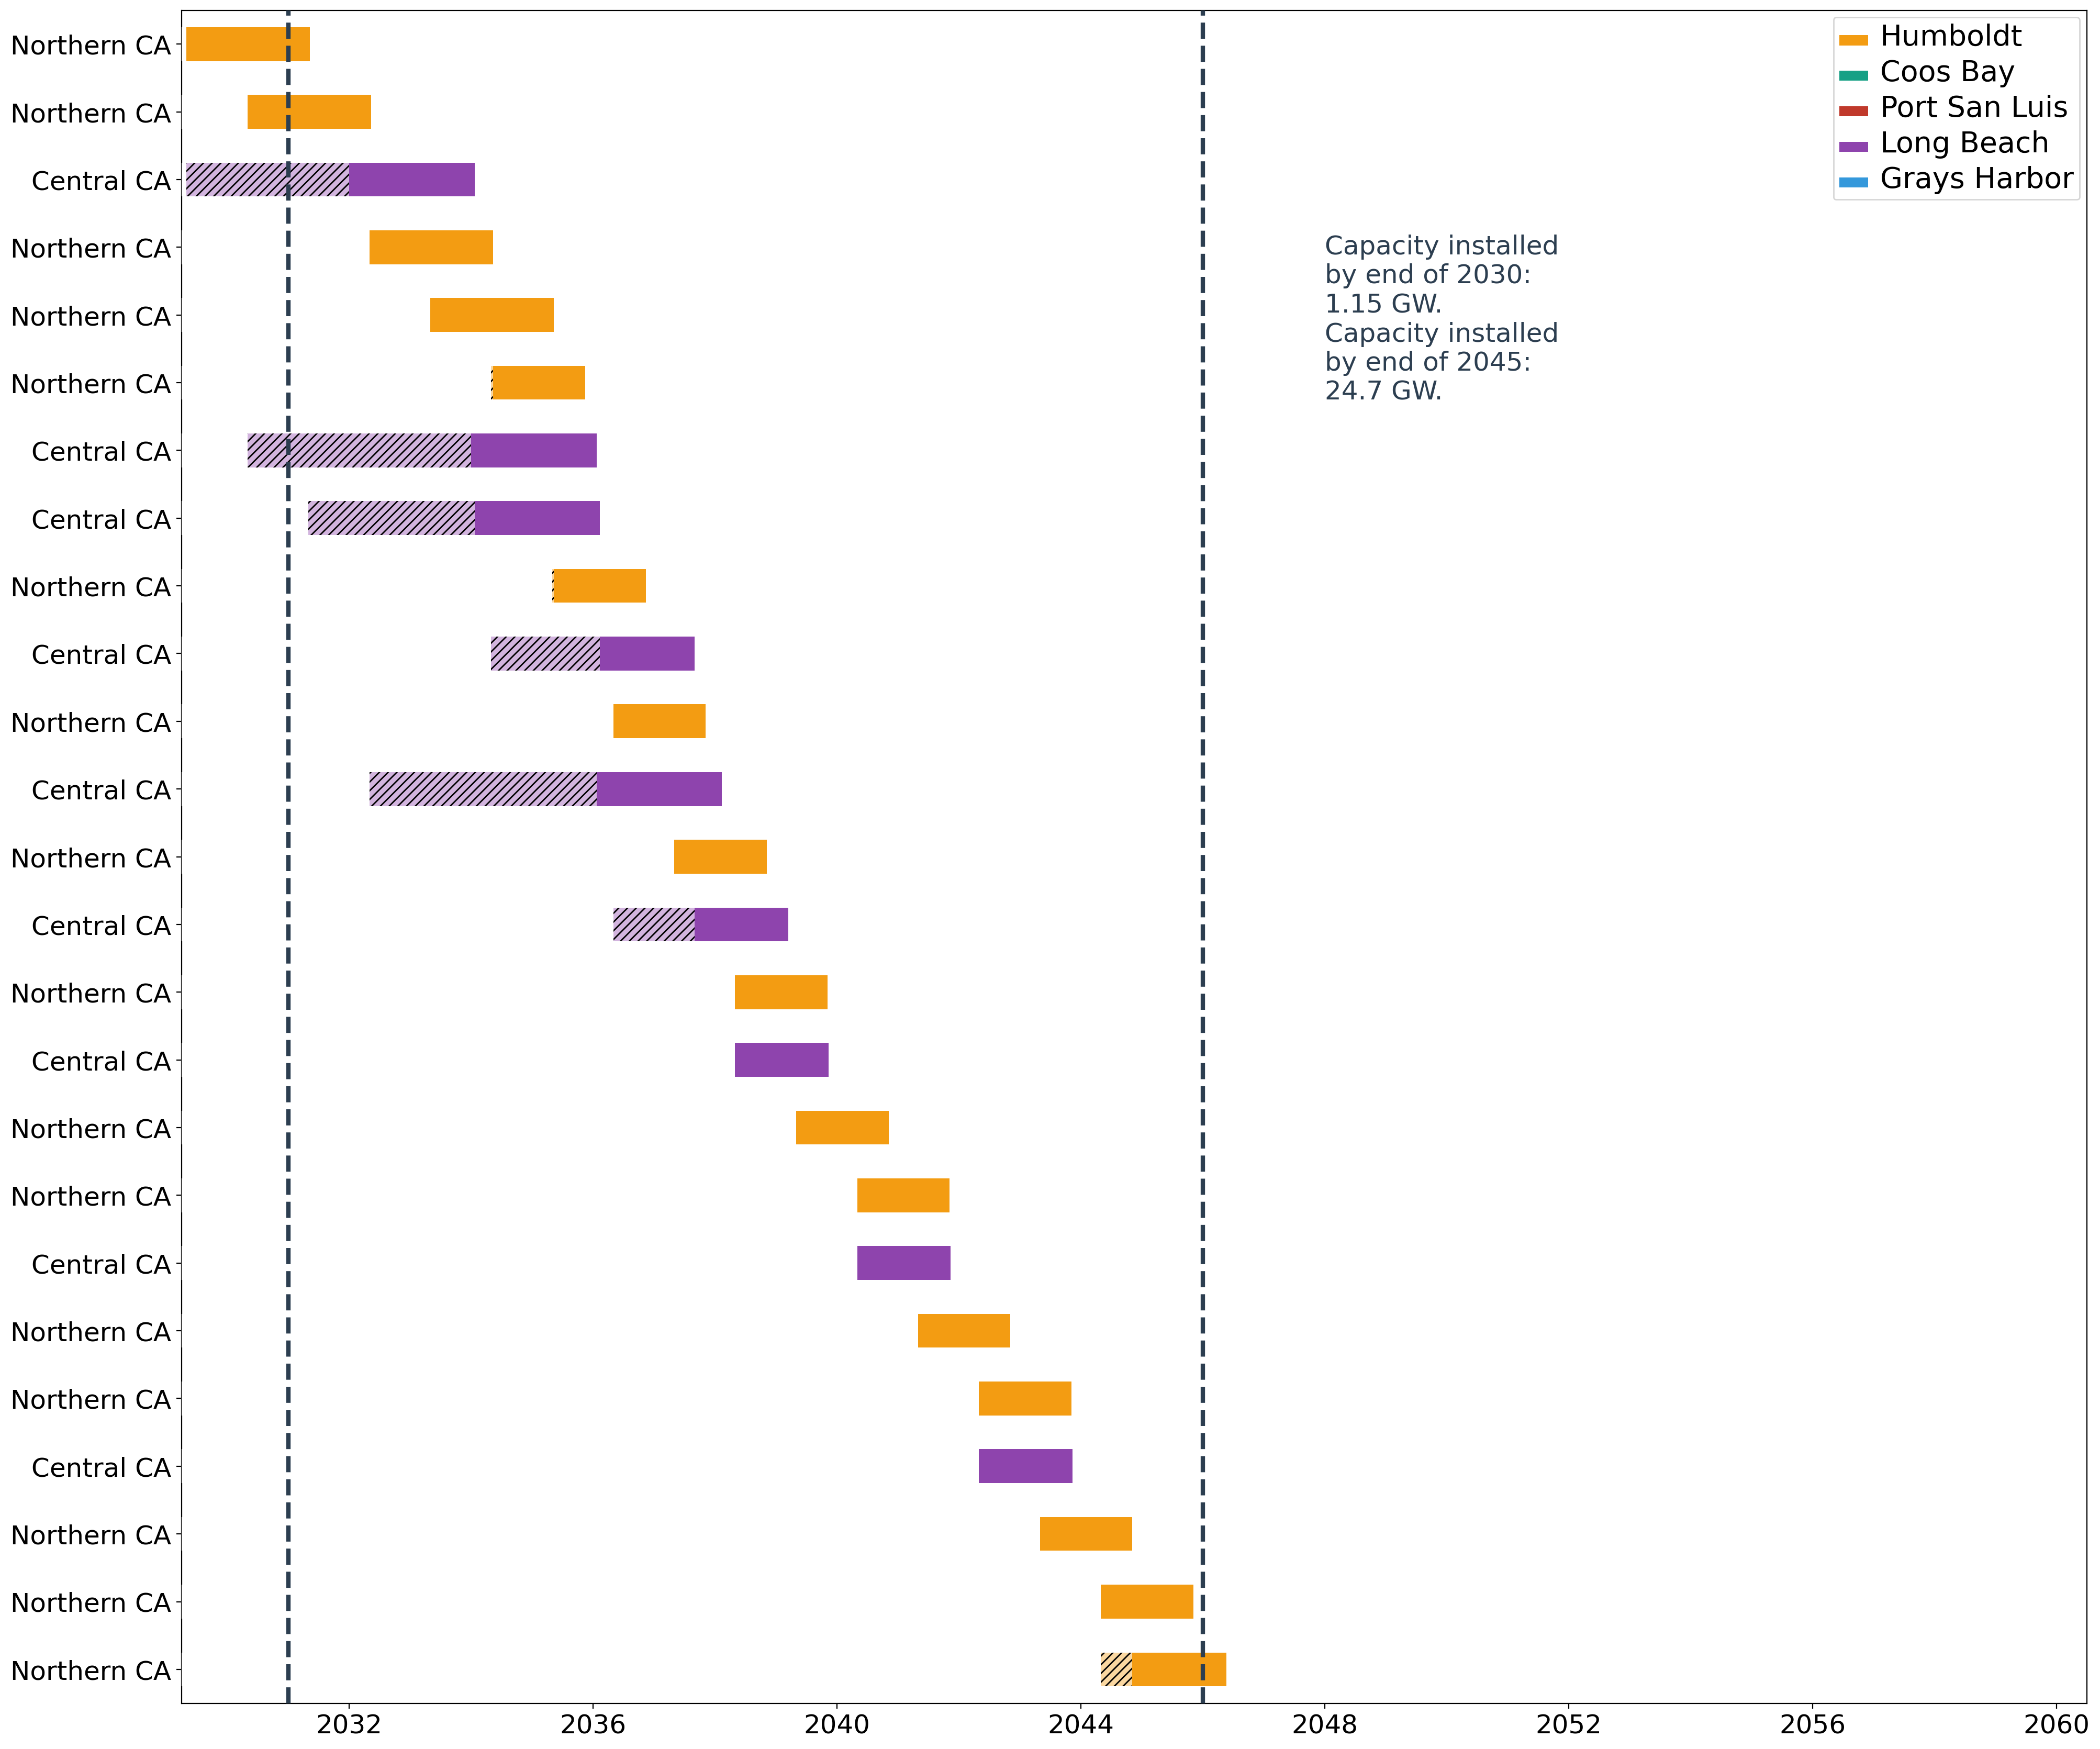 Northern CA
Northern CA
Central CA
Northern CA
Northern CA
Northern CA
Central CA
Central CA
Northern CA
Central CA
Northern CA
Central CA
Northern CA
Central CA
Northern CA
Central CA
Northern CA
Northern CA
Central CA
Northern CA
Northern CA
Central CA
Northern CA
Northern CA
Northern CA
Humboldt
Coos Bay
Port San Luis
Long Beach
Grays Harbor
Capacity installed
by end of 2030:
1.15 GW.
Capacity installed
by end of 2045:
24.7 GW.
2032 2036 2040 2044 2048 2052 2056 2060